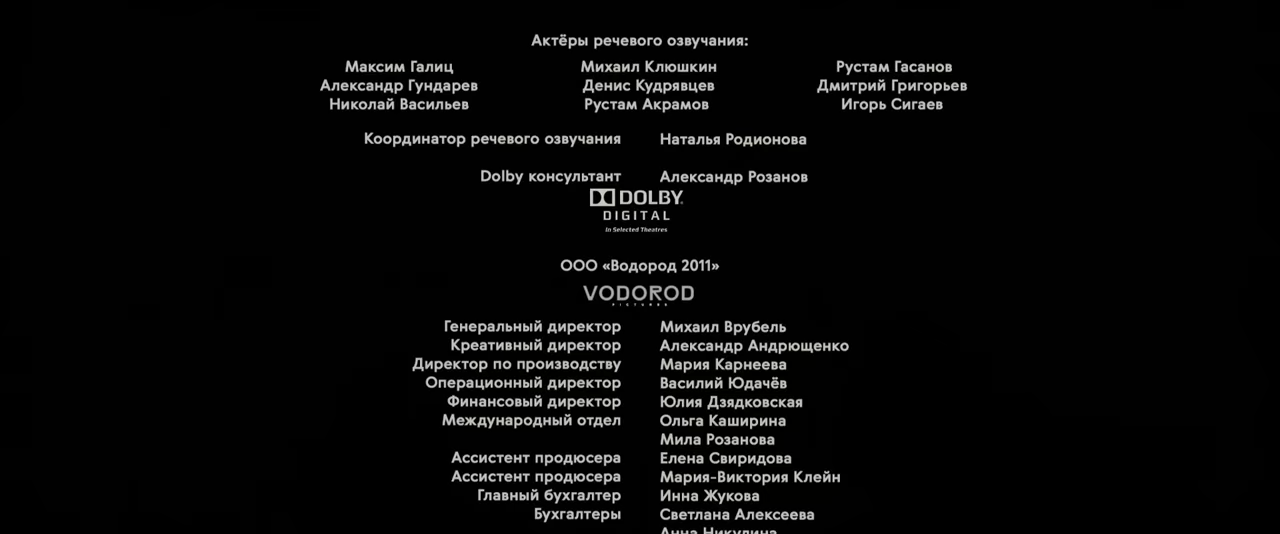 Актёры речевого озвучания:
Максим Галиц Михаил Клюшкин Рустам Гасанов
Александр Гундарев Денис Кудрявцев Дмитрий Григорьев
Николай Васильев Рустам Акрамов Игорь Сигаев
Координатор речевого озвучания Наталья Родионова
Dolby консультант Александр Розанов
DOLBY
DIGITAL
In Selected Theatres
ООО «Водород 2011»
VODOROD
PICTURES
Генеральный директор Михаил Врубель
Креативный директор Александр Андрющенко
Директор по производству Мария Карнеева
Операционный директор Василий Юдачёв
Финансовый директор Юлия Дзядковская
Международный отдел Ольга Каширина
Мила Розанова
Ассистент продюсера Елена Свиридова
Ассистент продюсера Мария-Виктория Клейн
Главный бухгалтер Инна Жукова
Бухгалтеры Светлана Алексеева
Анна Никулина